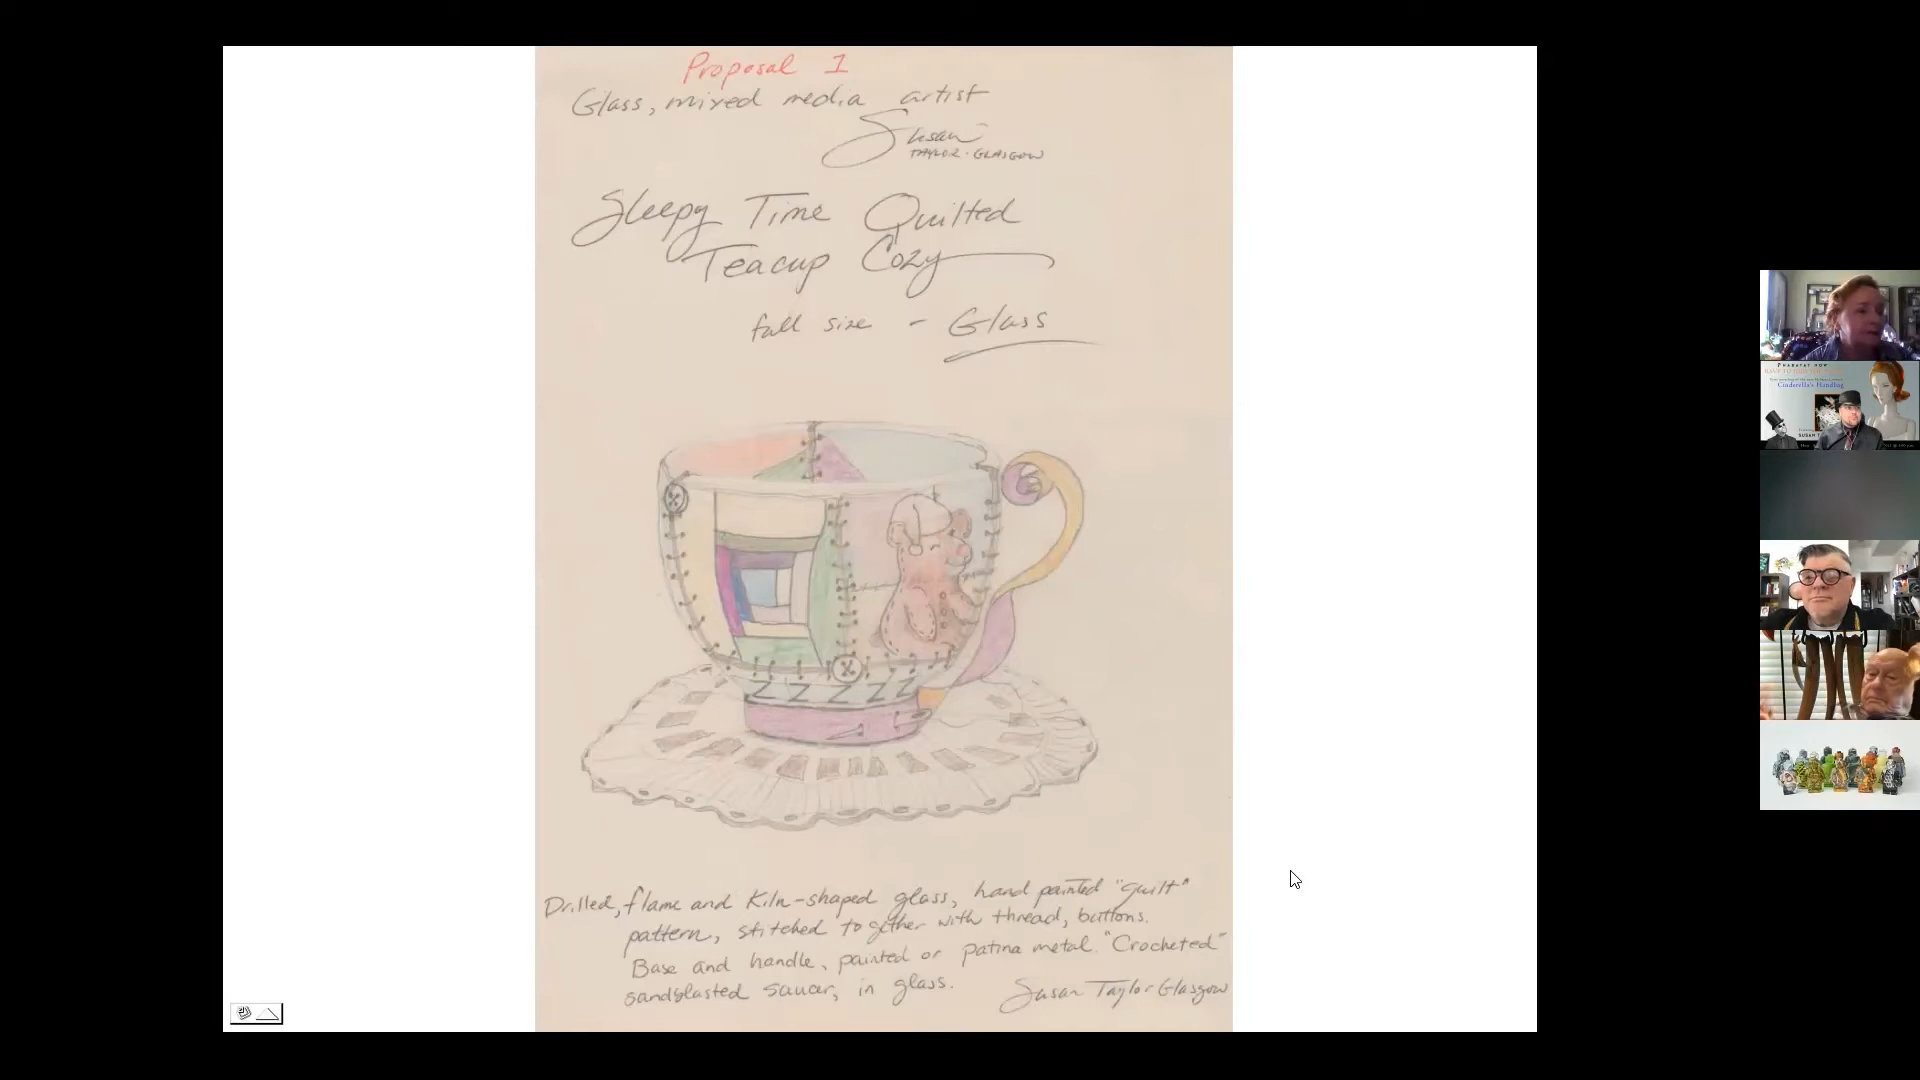 Proposal 1
Glass, mixed media artist
Susan
TAYLOR-GLASGOW
Sleepy Time Quilted
Teacup Cozy
full size - Glass
Z Z Z Z Z
Drilled, flame and Kiln-shaped glass, hand painted "quilt"
pattern, stitched together with thread, buttons.
Base and handle, painted or patina metal. "Crocheted"
sandblasted saucer, in glass.
Susan Taylor Glasgow
Cinderella's Handbag